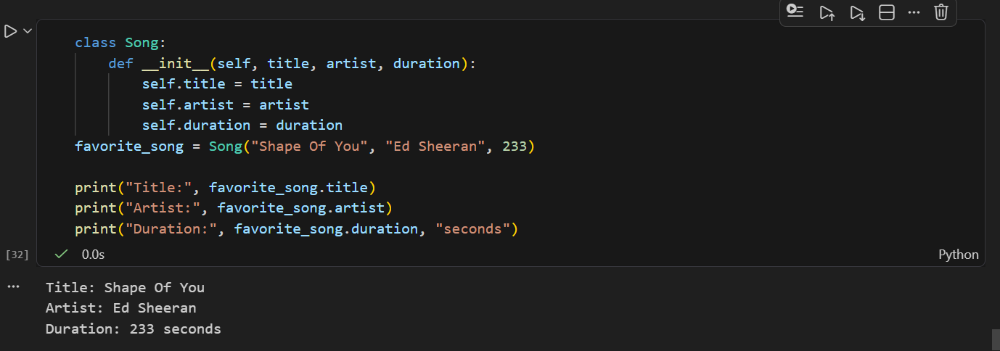 class Song:
    def __init__(self, title, artist, duration):
        self.title = title
        self.artist = artist
        self.duration = duration
favorite_song = Song("Shape Of You", "Ed Sheeran", 233)

print("Title:", favorite_song.title)
print("Artist:", favorite_song.artist)
print("Duration:", favorite_song.duration, "seconds")
[32] 0.0s Python
Title: Shape Of You
Artist: Ed Sheeran
Duration: 233 seconds